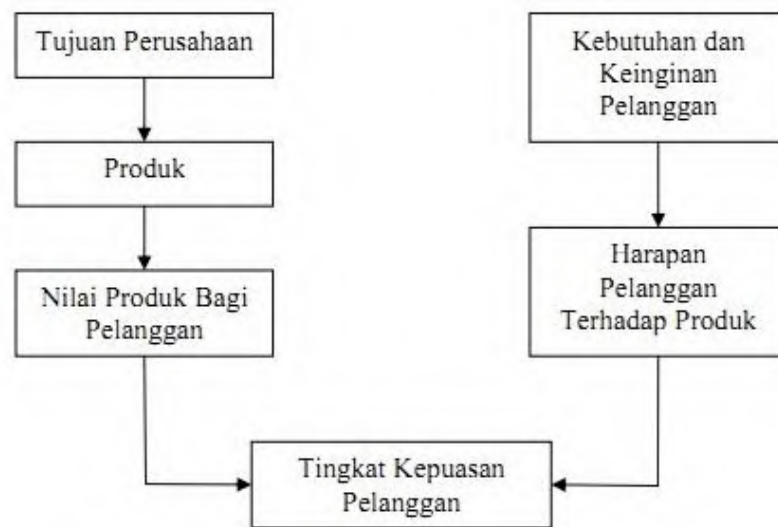 Tujuan Perusahaan
Produk
Nilai Produk Bagi
Pelanggan
Kebutuhan dan
Keinginan
Pelanggan
Harapan
Pelanggan
Terhadap Produk
Tingkat Kepuasan
Pelanggan